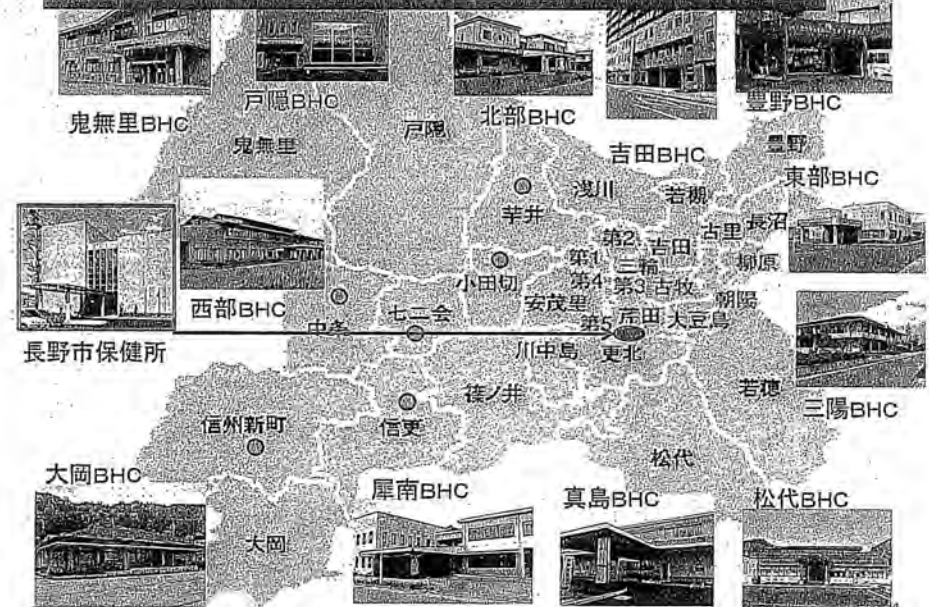 鬼無里BHC
戸隠BHC
北部BHC
豊野BHC
鬼無里
戸隠
吉田BHC
豊野
浅川
若槻
東部BHC
芋井
古里
長沼
第2
吉田
柳原
第1
三輪
小田切
第4
第3
古牧
朝陽
西部BHC
中条
七二会
安茂里
第5
芹田
大豆島
長野市保健所
川中島
更北
若穂
篠ノ井
三陽BHC
信州新町
信更
松代
大岡BHC
犀南BHC
真島BHC
松代BHC
大岡